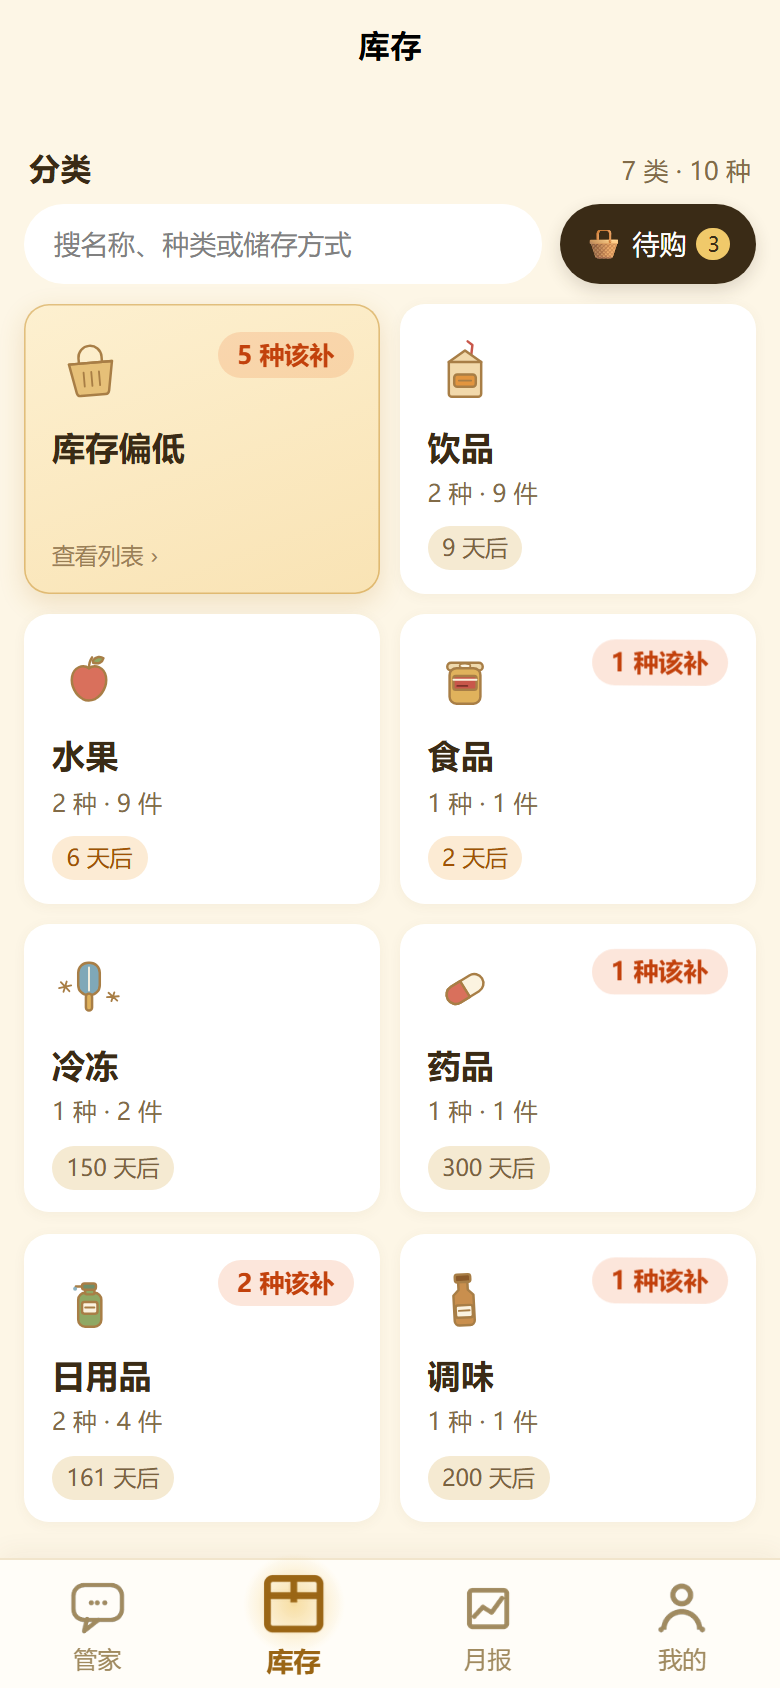 库存
分类
7 类 · 10 种
搜名称、种类或储存方式
待购 3
5 种该补
库存偏低
查看列表 ›
饮品
2 种 · 9 件
9 天后
水果
2 种 · 9 件
6 天后
1 种该补
食品
1 种 · 1 件
2 天后
冷冻
1 种 · 2 件
150 天后
1 种该补
药品
1 种 · 1 件
300 天后
2 种该补
日用品
2 种 · 4 件
161 天后
1 种该补
调味
1 种 · 1 件
200 天后
管家
库存
月报
我的